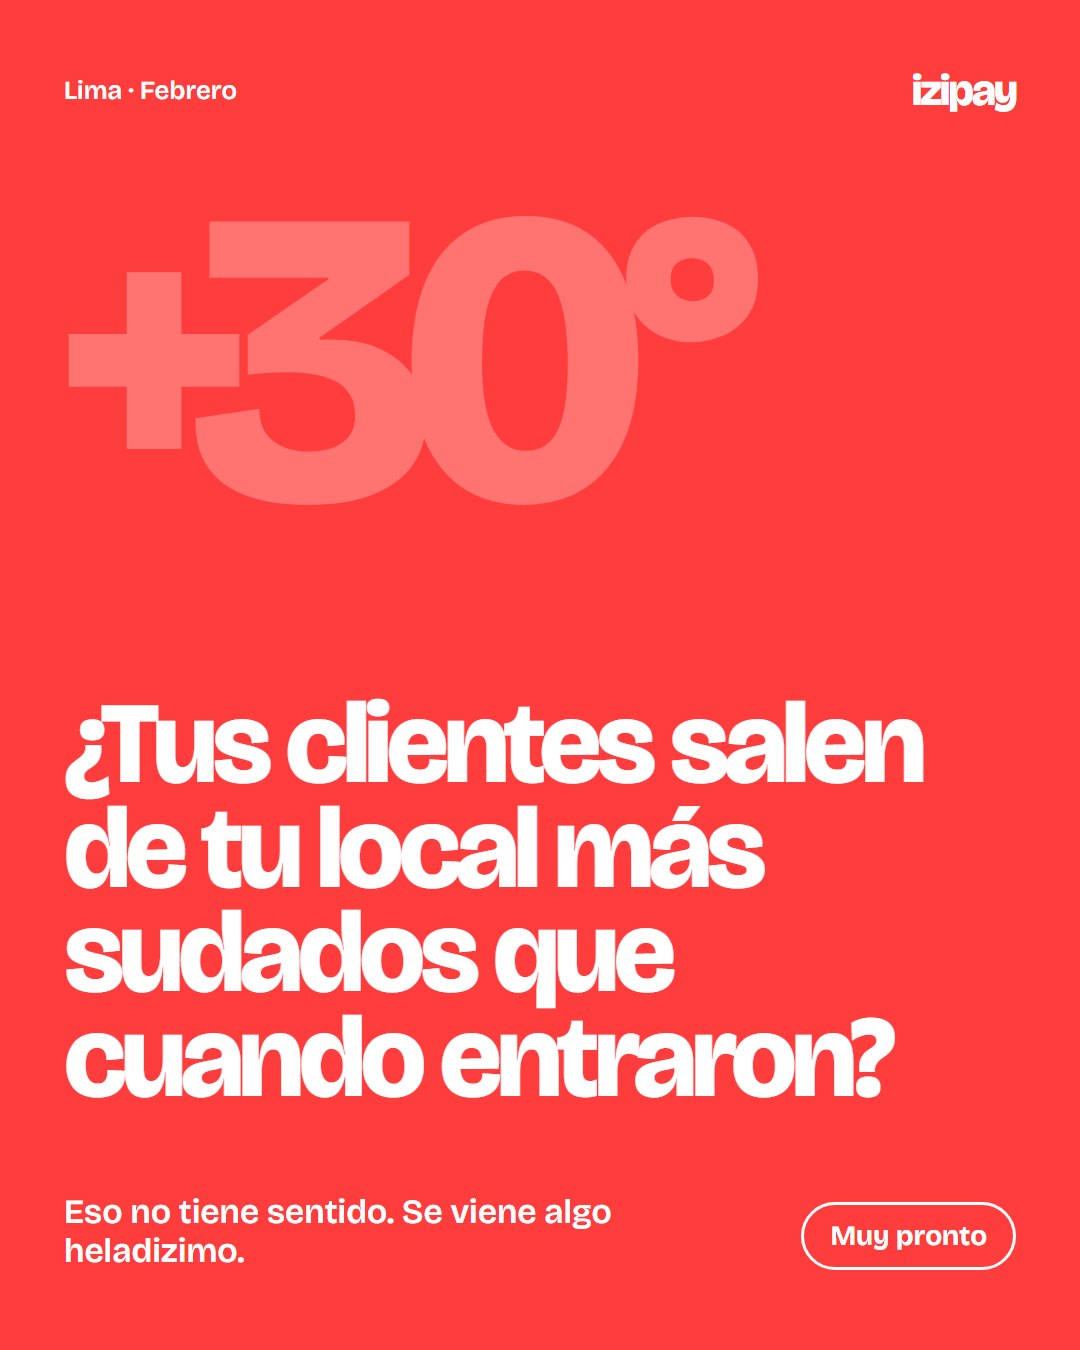 Lima · Febrero
izipay
+30°
¿Tus clientes salen
de tu local más
sudados que
cuando entraron?
Eso no tiene sentido. Se viene algo
heladizimo.
Muy pronto